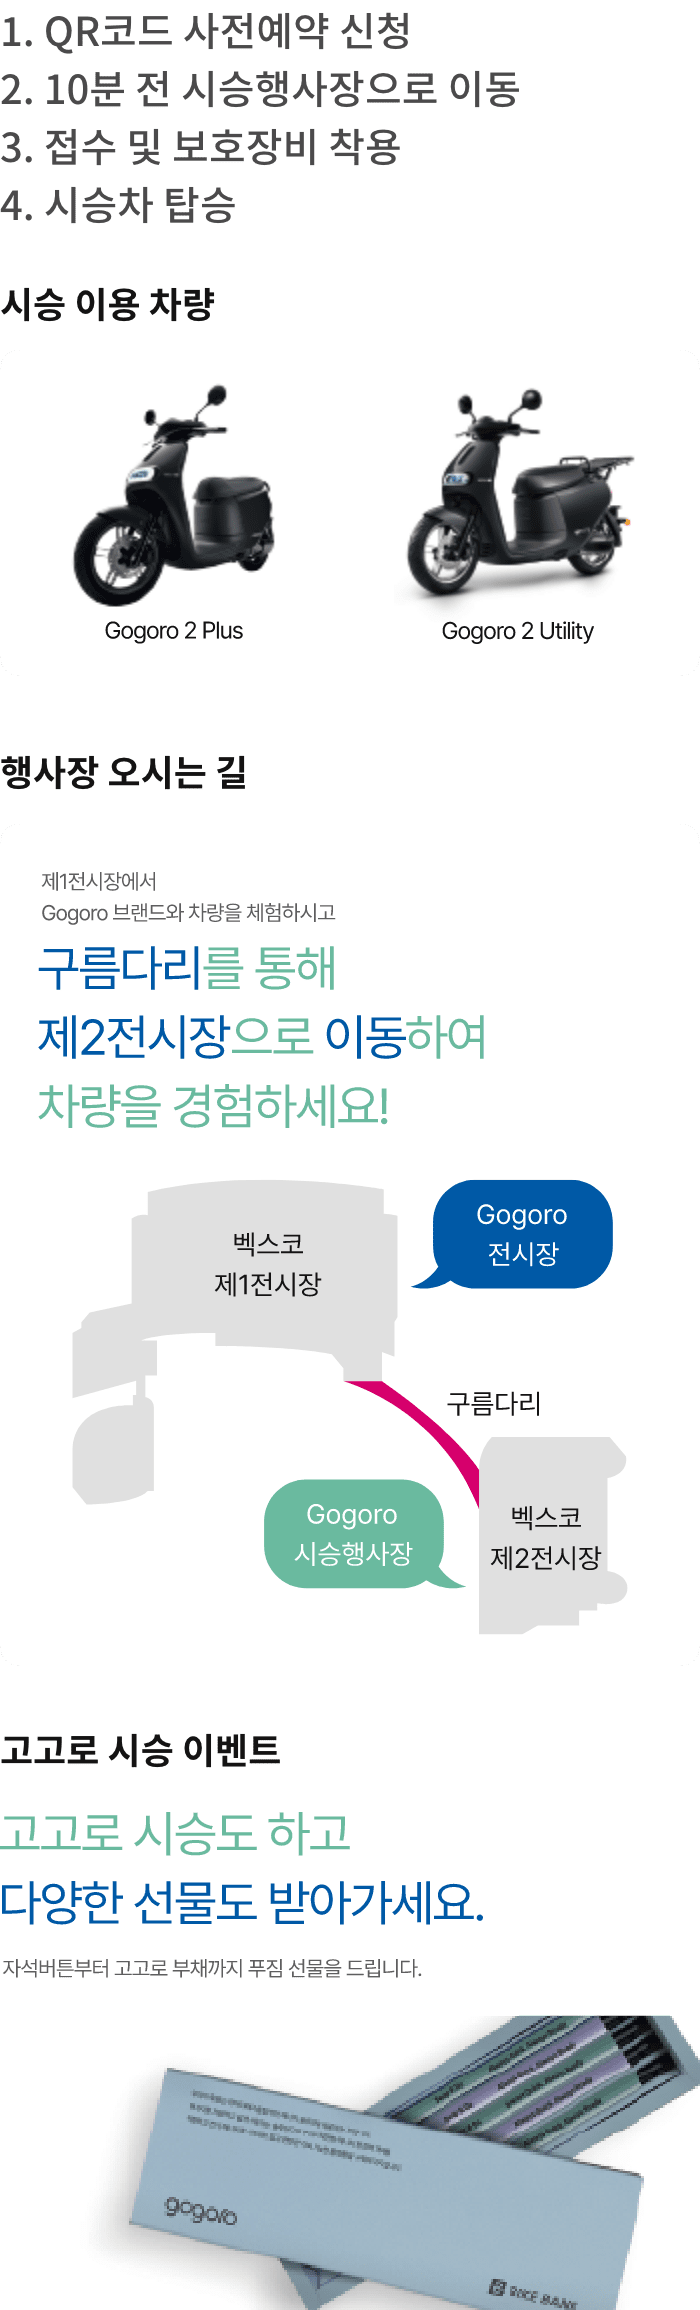 1. QR코드 사전예약 신청
2. 10분 전 시승행사장으로 이동
3. 접수 및 보호장비 착용
4. 시승차 탑승
시승 이용 차량
Gogoro 2 Plus
Gogoro 2 Utility
행사장 오시는 길
제1전시장에서
Gogoro 브랜드와 차량을 체험하시고
구름다리를 통해
제2전시장으로 이동하여
차량을 경험하세요!
Gogoro
전시장
벡스코
제1전시장
구름다리
Gogoro
시승행사장
벡스코
제2전시장
고고로 시승 이벤트
고고로 시승도 하고
다양한 선물도 받아가세요.
자석버튼부터 고고로 부채까지 푸짐 선물을 드립니다.
gogoro
BIKE BANK